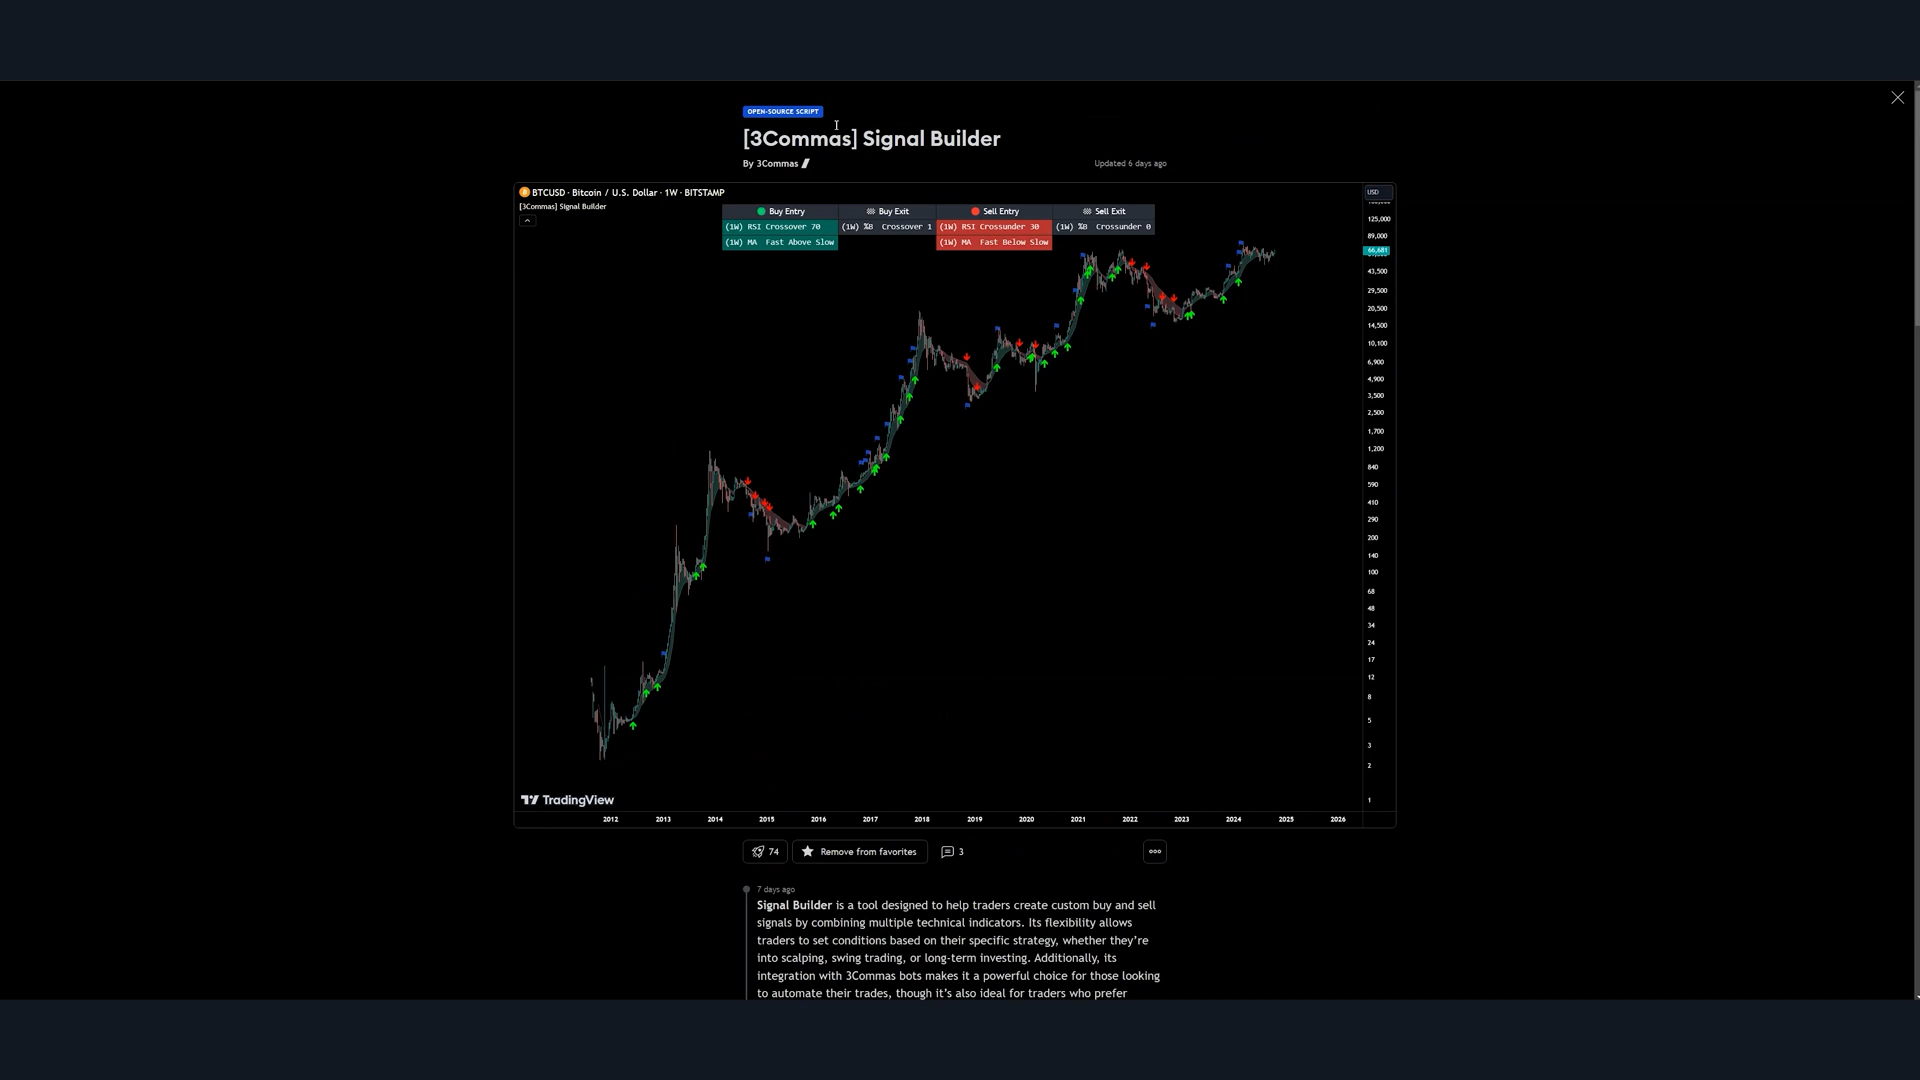 OPEN-SOURCE SCRIPT
[3Commas] Signal Builder
By 3Commas
Updated 6 days ago
BTCUSD · Bitcoin / U.S. Dollar · 1W · BITSTAMP
USD
[3Commas] Signal Builder
Buy Entry Buy Exit Sell Entry Sell Exit
(1W) RSI Crossover 70 (1W) %B Crossover 1 (1W) RSI Crossunder 30 (1W) %B Crossunder 0
(1W) MA Fast Above Slow (1W) MA Fast Below Slow
125,000
89,000
66,681
43,500
29,500
20,500
14,500
10,100
6,900
4,900
3,500
2,500
1,700
1,200
840
590
410
290
200
140
100
68
48
34
24
17
12
8
5
3
2
1
TradingView
2012 2013 2014 2015 2016 2017 2018 2019 2020 2021 2022 2023 2024 2025 2026
74 Remove from favorites 3
7 days ago
Signal Builder is a tool designed to help traders create custom buy and sell
signals by combining multiple technical indicators. Its flexibility allows
traders to set conditions based on their specific strategy, whether they're
into scalping, swing trading, or long-term investing. Additionally, its
integration with 3Commas bots makes it a powerful choice for those looking
to automate their trades, though it's also ideal for traders who prefer